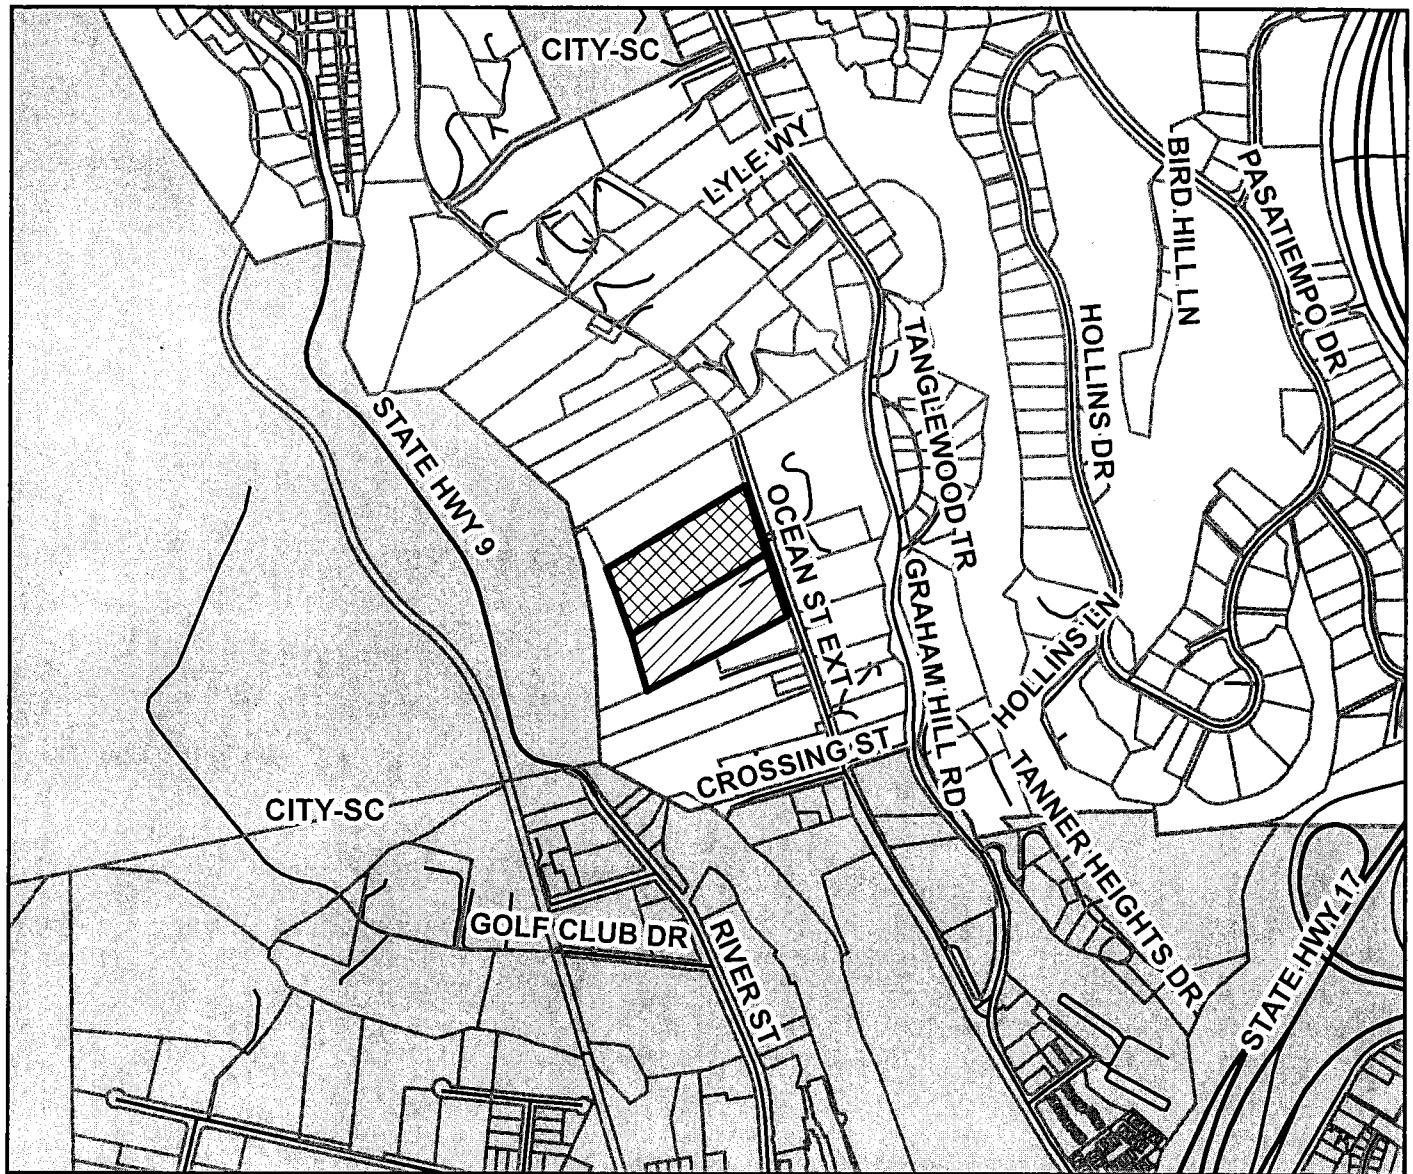 CITY-SC
LYLE WY
BIRD HILL LN
PASATIEMPO DR
HOLLINS DR
TANGLEWOOD TR
STATE HWY 9
OCEAN ST EXT
GRAHAM HILL RD
HOLLINS LN
CROSSING ST
TANNER HEIGHTS DR
CITY-SC
GOLF CLUB DR
RIVER ST
STATE HWY 17